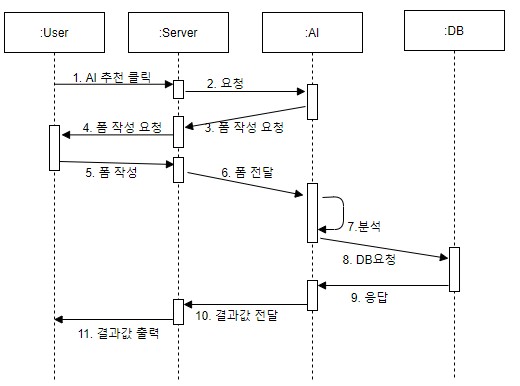 :User
:Server
:AI
:DB
1. AI 추천 클릭
2. 요청
3. 폼 작성 요청
4. 폼 작성 요청
5. 폼 작성
6. 폼 전달
7.분석
8. DB요청
9. 응답
10. 결과값 전달
11. 결과값 출력